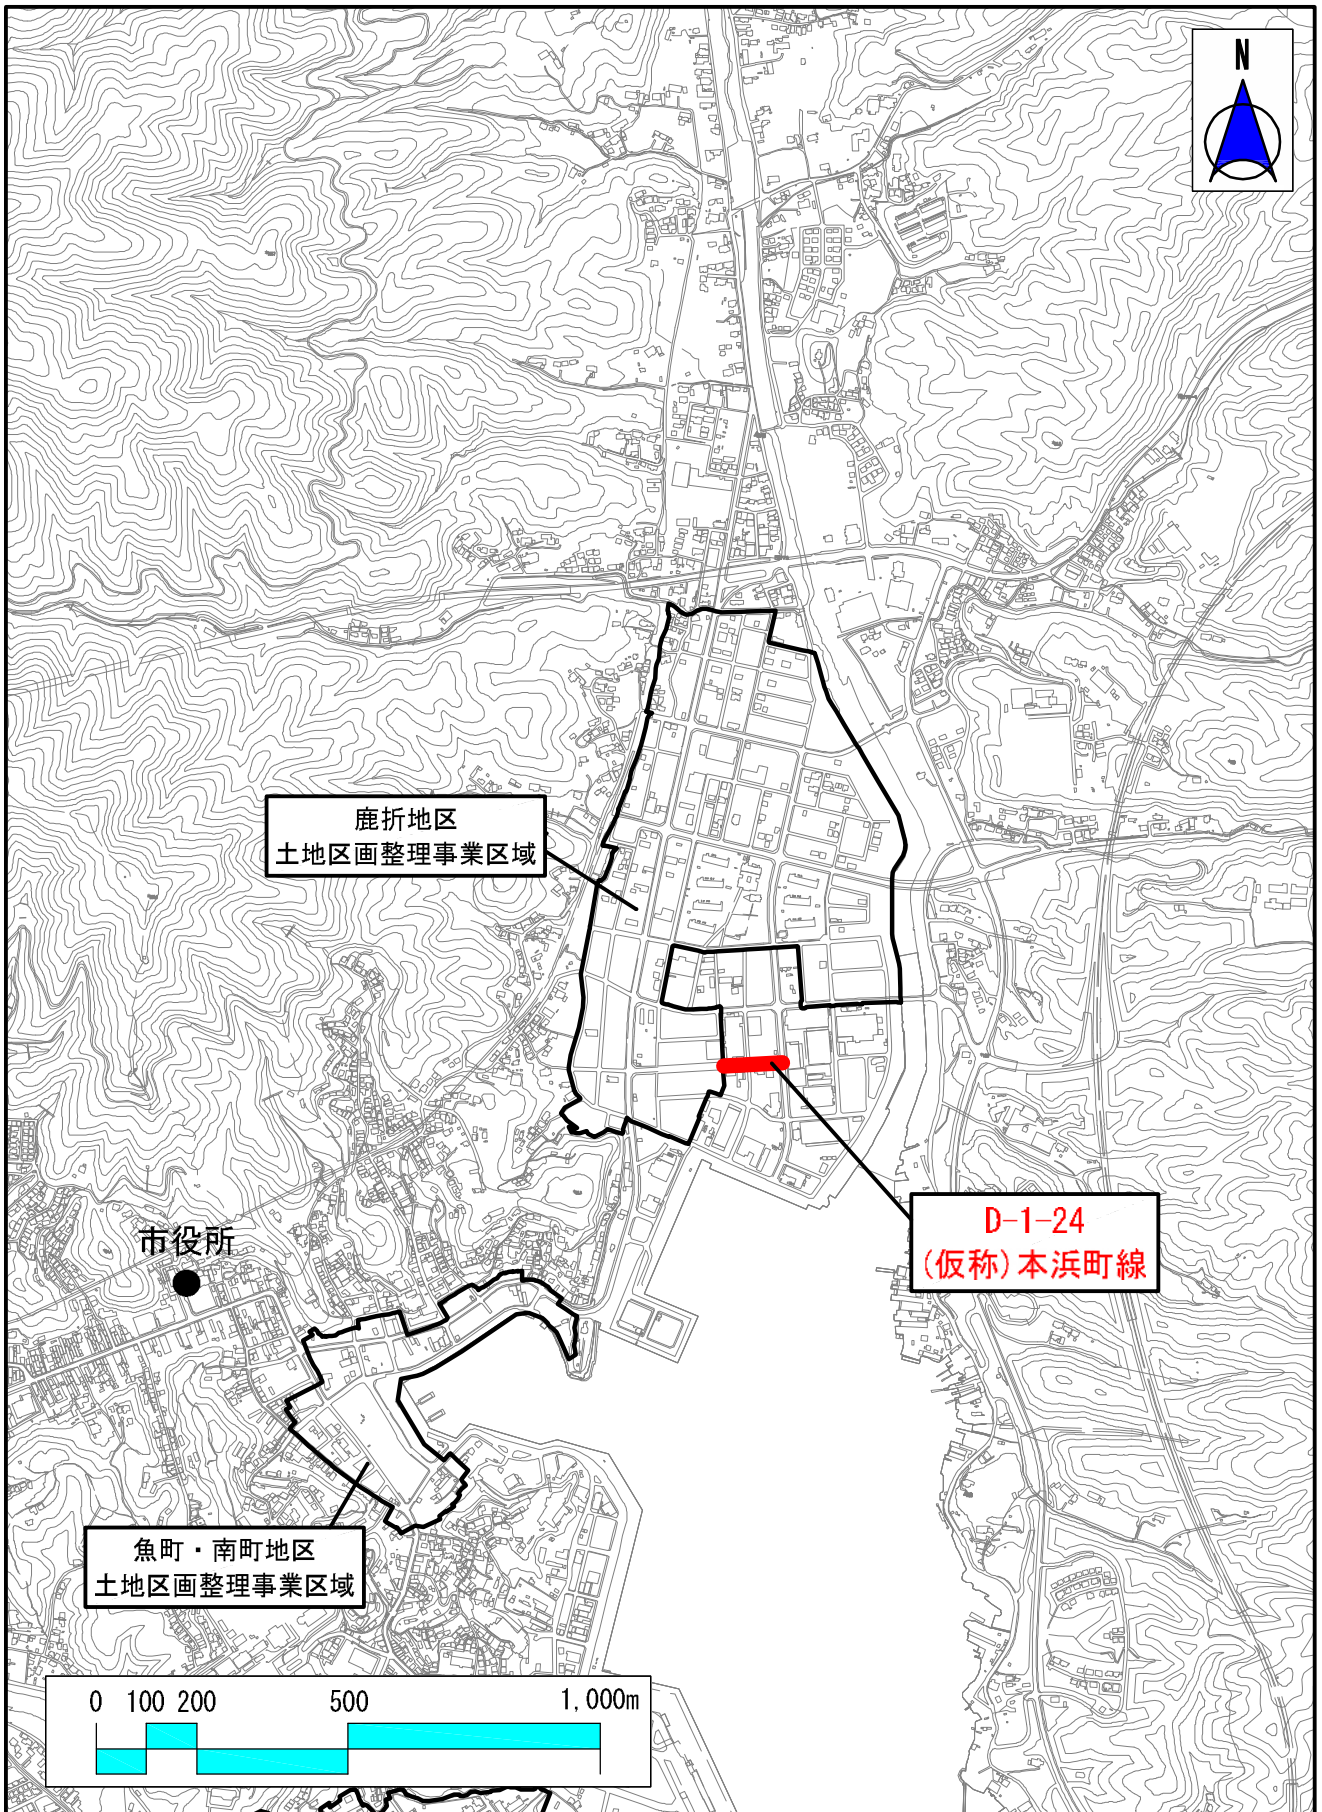 N
鹿折地区
土地区画整理事業区域
D-1-24
(仮称)本浜町線
市役所
魚町・南町地区
土地区画整理事業区域
0 100 200 500 1,000m